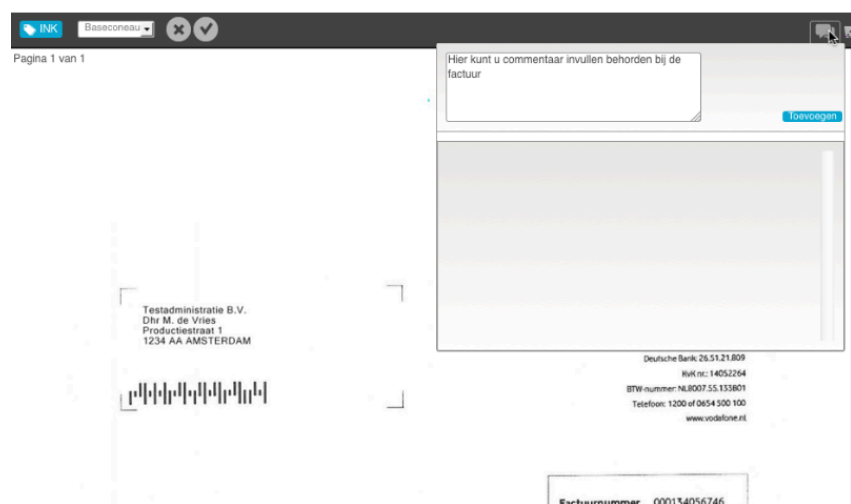 INK
Baseconeau
Pagina 1 van 1
Hier kunt u commentaar invullen behorden bij de
factuur
Toevoegen
Testadministratie B.V.
Dhr M. de Vries
Productiestraat 1
1234 AA AMSTERDAM
Deutsche Bank: 26.51.21.809
KvK nr.: 14052264
BTW-nummer: NL8007.55.133B01
Telefoon: 1200 of 0654 500 100
www.vodafone.nl
Factuurnummer 000134056746